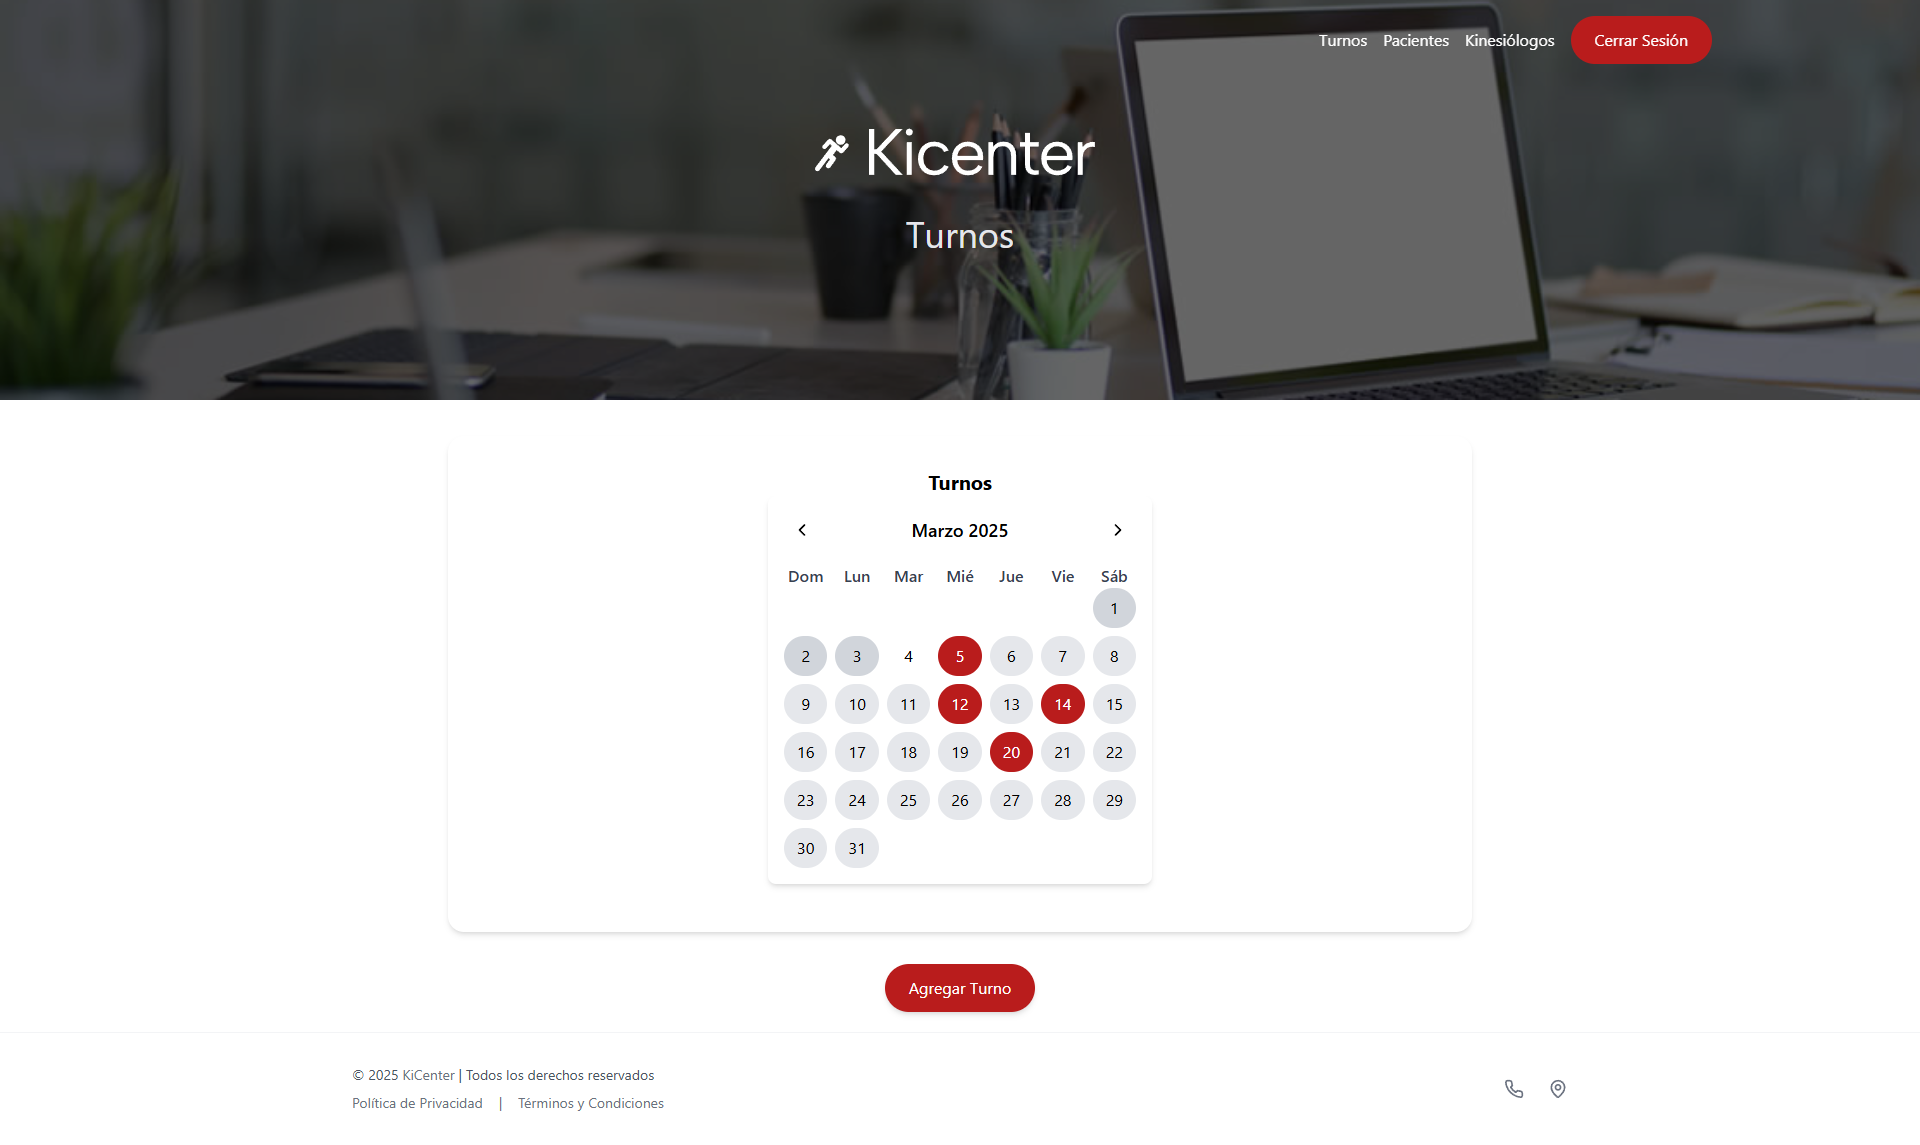 Turnos Pacientes Kinesiólogos Cerrar Sesión
Kicenter
Turnos
Turnos
Marzo 2025
Dom Lun Mar Mié Jue Vie Sáb
1
2 3 4 5 6 7 8
9 10 11 12 13 14 15
16 17 18 19 20 21 22
23 24 25 26 27 28 29
30 31
Agregar Turno
© 2025 KiCenter | Todos los derechos reservados
Política de Privacidad | Términos y Condiciones